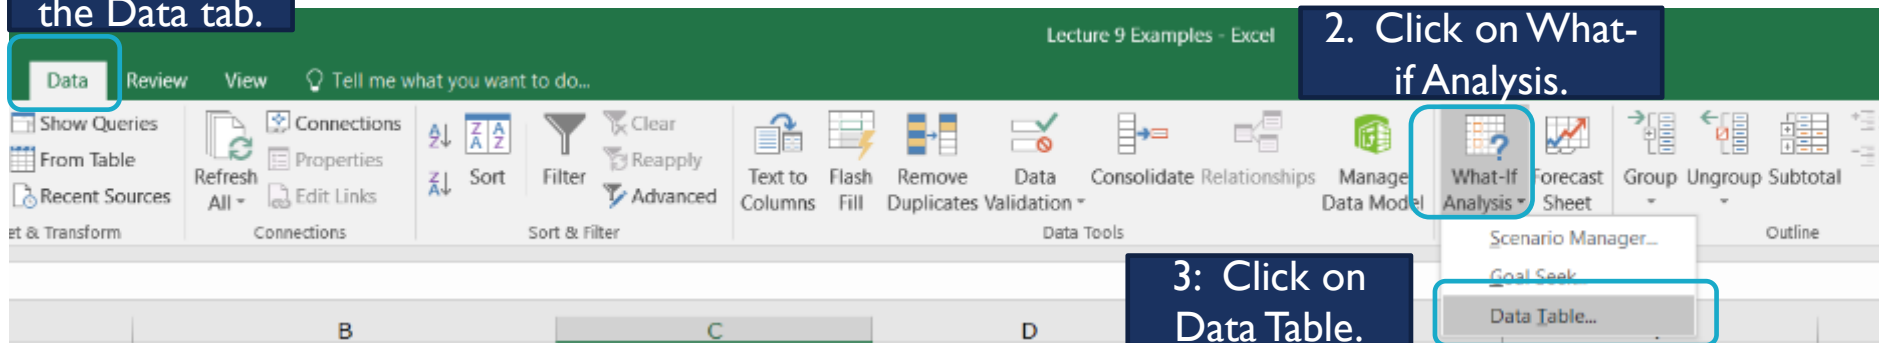 the Data tab.
Lecture 9 Examples - Excel
2. Click on What-
if Analysis.
Data Review View Tell me what you want to do...
Show Queries
From Table
Recent Sources
Refresh
All
Connections
Properties
Edit Links
Sort
Filter
Clear
Reapply
Advanced
Text to
Columns
Flash
Fill
Remove
Duplicates
Data
Validation
Consolidate
Relationships
Manage
Data Model
What-If
Analysis
Forecast
Sheet
Group
Ungroup
Subtotal
et & Transform
Connections
Sort & Filter
Data Tools
Outline
Scenario Manager...
Goal Seek...
Data Table...
3: Click on
Data Table.
B C D